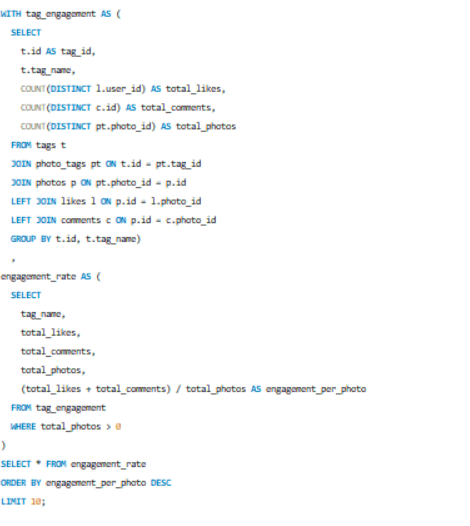 WITH tag_engagement AS (
SELECT
t.id AS tag_id,
t.tag_name,
COUNT(DISTINCT l.user_id) AS total_likes,
COUNT(DISTINCT c.id) AS total_comments,
COUNT(DISTINCT pt.photo_id) AS total_photos
FROM tags t
JOIN photo_tags pt ON t.id = pt.tag_id
JOIN photos p ON pt.photo_id = p.id
LEFT JOIN likes l ON p.id = l.photo_id
LEFT JOIN comments c ON p.id = c.photo_id
GROUP BY t.id, t.tag_name)
,
engagement_rate AS (
SELECT
tag_name,
total_likes,
total_comments,
total_photos,
(total_likes + total_comments) / total_photos AS engagement_per_photo
FROM tag_engagement
WHERE total_photos > 0
)
SELECT * FROM engagement_rate
ORDER BY engagement_per_photo DESC
LIMIT 10;